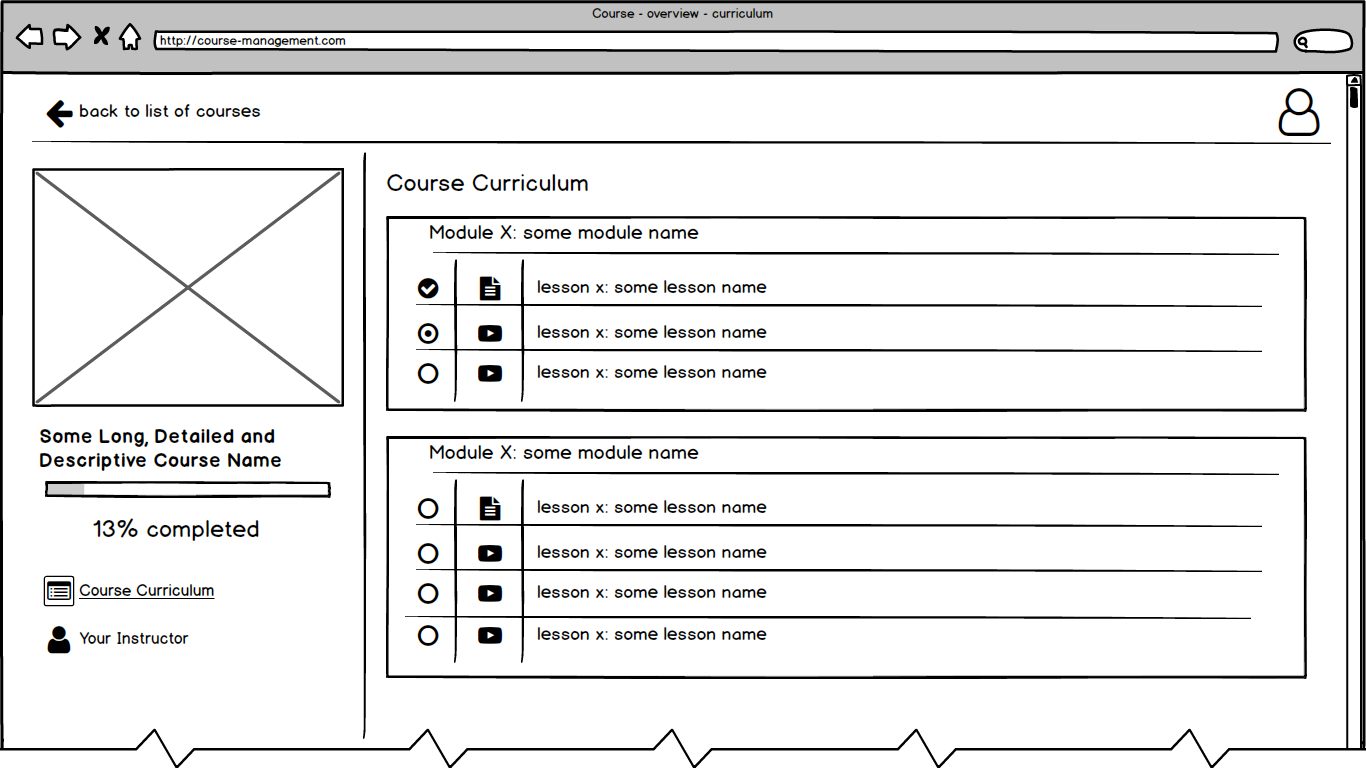 Course - overview - curriculum
http://course-management.com
back to list of courses
Some Long, Detailed and
Descriptive Course Name
13% completed
Course Curriculum
Your Instructor
Course Curriculum
Module X: some module name
lesson x: some lesson name
lesson x: some lesson name
lesson x: some lesson name
Module X: some module name
lesson x: some lesson name
lesson x: some lesson name
lesson x: some lesson name
lesson x: some lesson name